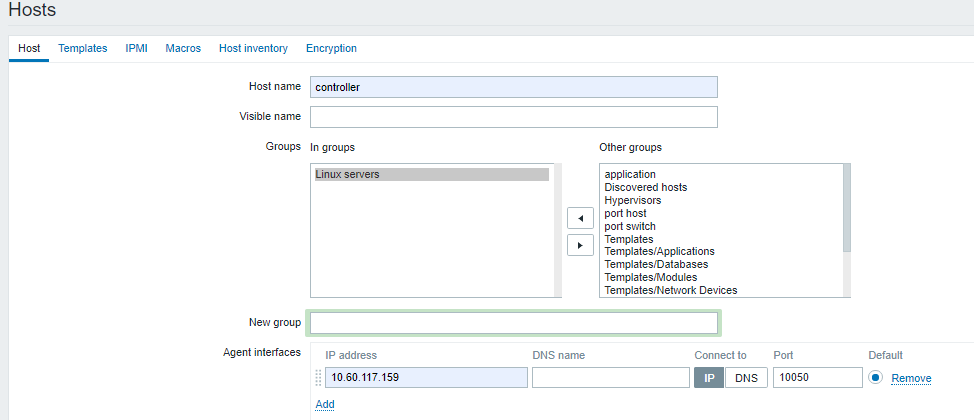 Hosts
Host Templates IPMI Macros Host inventory Encryption
Host name controller
Visible name
Groups In groups Other groups
Linux servers
application
Discovered hosts
Hypervisors
port host
port switch
Templates
Templates/Applications
Templates/Databases
Templates/Modules
Templates/Network Devices
New group
Agent interfaces IP address DNS name Connect to Port Default
10.60.117.159 IP DNS 10050 Remove
Add